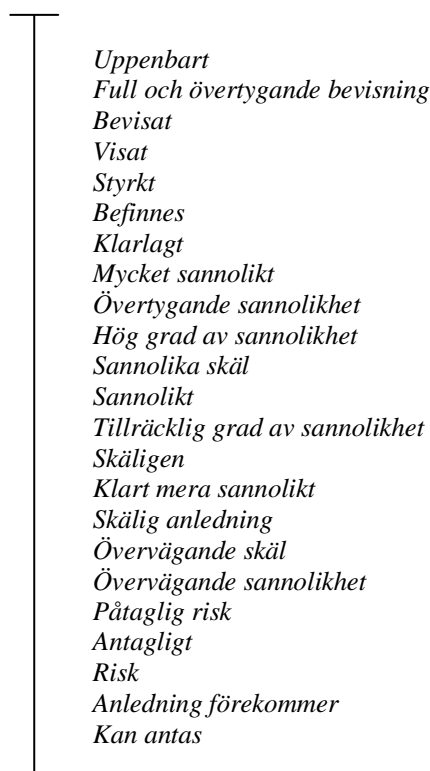 Uppenbart
Full och övertygande bevisning
Bevisat
Visat
Styrkt
Befinnes
Klarlagt
Mycket sannolikt
Övertygande sannolikhet
Hög grad av sannolikhet
Sannolika skäl
Sannolikt
Tillräcklig grad av sannolikhet
Skäligen
Klart mera sannolikt
Skälig anledning
Övervägande skäl
Övervägande sannolikhet
Påtaglig risk
Antagligt
Risk
Anledning förekommer
Kan antas